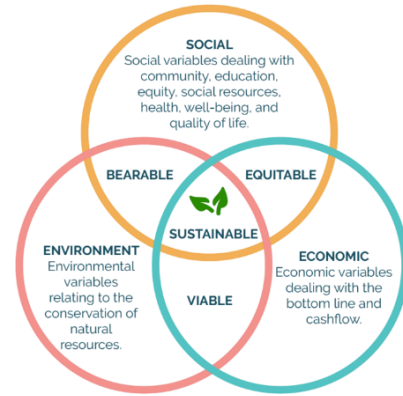 SOCIAL
Social variables dealing with
community, education,
equity, social resources,
health, well-being, and
quality of life.
BEARABLE
EQUITABLE
SUSTAINABLE
ENVIRONMENT
Environmental
variables
relating to the
conservation of
natural
resources.
ECONOMIC
Economic variables
dealing with the
bottom line and
cashflow.
VIABLE